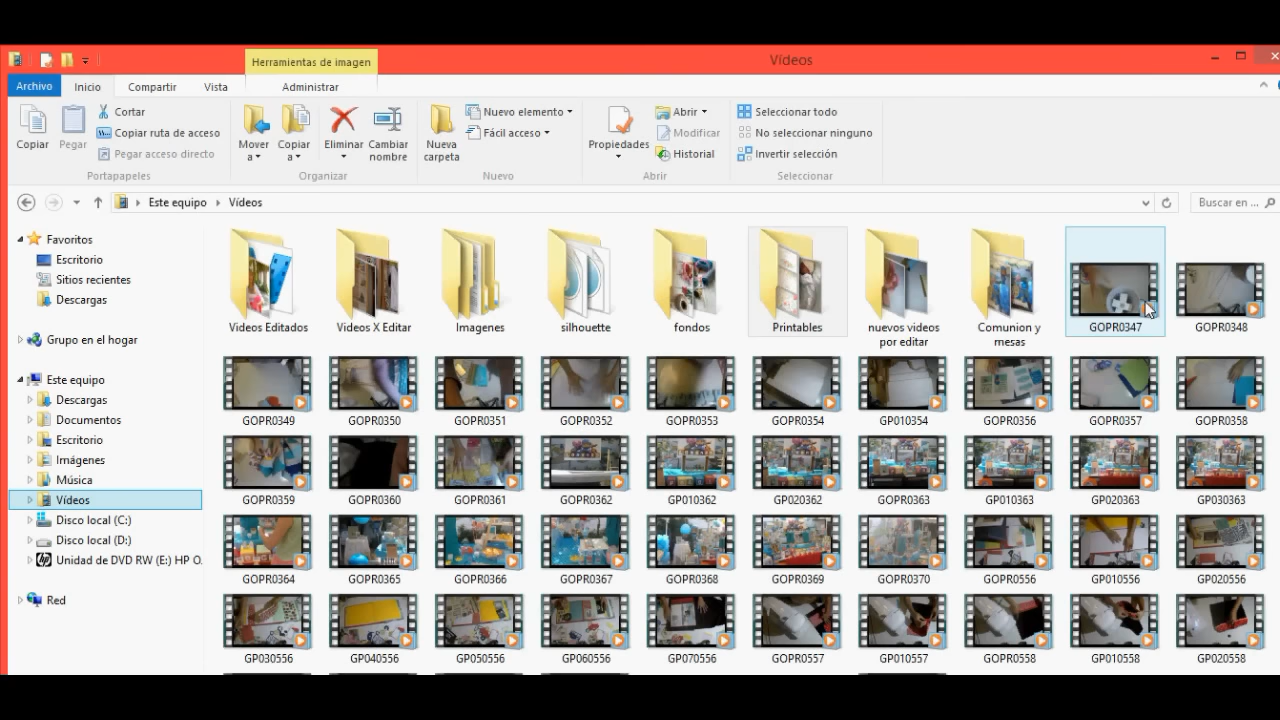 Herramientas de imagen
Vídeos
Archivo Inicio Compartir Vista Administrar
Copiar
Pegar
Cortar
Copiar ruta de acceso
Pegar acceso directo
Portapapeles
Mover a
Copiar a
Eliminar
Cambiar nombre
Organizar
Nueva carpeta
Nuevo elemento
Fácil acceso
Nuevo
Propiedades
Abrir
Modificar
Historial
Abrir
Seleccionar todo
No seleccionar ninguno
Invertir selección
Seleccionar
Este equipo Vídeos
Buscar en ...
Favoritos
Escritorio
Sitios recientes
Descargas
Grupo en el hogar
Este equipo
Descargas
Documentos
Escritorio
Imágenes
Música
Vídeos
Disco local (C:)
Disco local (D:)
hp
Unidad de DVD RW (E:) HP O
Red
Videos Editados
Videos X Editar
Imagenes
silhouette
fondos
Printables
nuevos videos
por editar
Comunion y
mesas
GOPR0347 GOPR0348
GOPR0349 GOPR0350 GOPR0351 GOPR0352 GOPR0353 GOPR0354 GP010354 GOPR0356 GOPR0357 GOPR0358
GOPR0359 GOPR0360 GOPR0361 GOPR0362 GP010362 GP020362 GOPR0363 GP010363 GP020363 GP030363
GOPR0364 GOPR0365 GOPR0366 GOPR0367 GOPR0368 GOPR0369 GOPR0370 GOPR0556 GP010556 GP020556
GP030556 GP040556 GP050556 GP060556 GP070556 GOPR0557 GP010557 GOPR0558 GP010558 GP020558